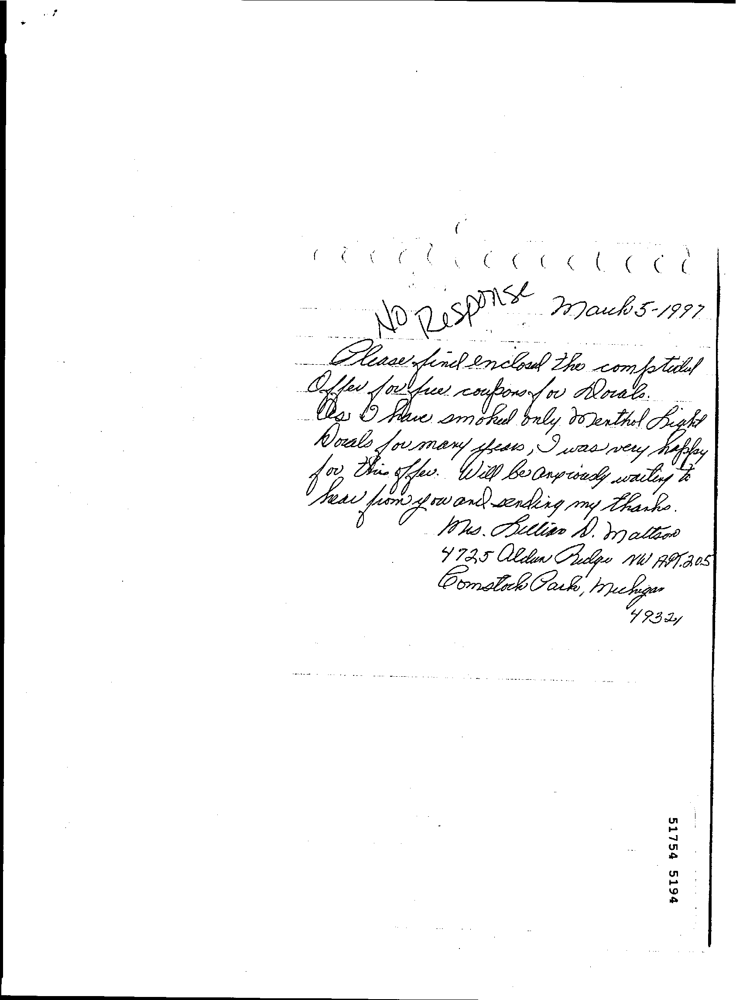 No Response
March 5-1997
Please find enclosed the completed
Offer for free coupons for Dorals.
As I have smoked only Menthol Light
Dorals for many years, I was very happy
for this offer. Will be anxiously waiting to
hear from you and sending my thanks.
Mrs. Lillian D. Mattson
4725 Alden Ridge NW APT. 205
Comstock Park, Michigan
49321
51754 5194